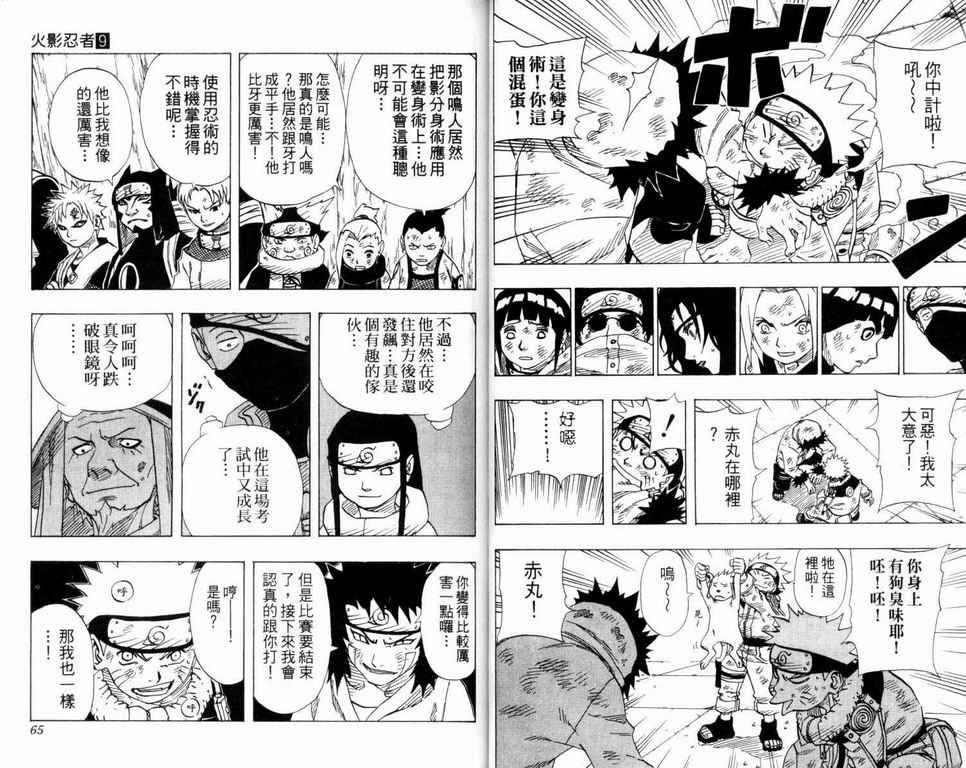 你中計啦！
吼～～
這是變身
術！你這
個混蛋！
可惡！我太
大意了！
赤丸在哪裡
？
！
好噁
……！
你身上
有狗臭味耶！
呸！呸！
牠在這
裡啦！
嗚～
赤丸！
火影忍者9
那個鳴人居然
把影分身術應用
在變身術上…他
不可能會這種聰
明呀…
怎麼可能…
那真的是鳴人嗎
？他居然跟牙打
成平手…不！他
比牙更厲害！
使用忍術的
時機掌握得
不錯呢…
他比我想像
的還厲害…
不過…
他居然在咬
住對方後還
發飆…真是
個有趣的傢
伙…
他在這場考
試中又成長
了…
呵呵呵…
真令人跌
破眼鏡呀
……
你變得比較厲
害一點囉…
但是比賽要結束
了，接下來我會
認真的跟你打！
哼…！
是嗎？
那我也一樣
…！
呼
呼
65